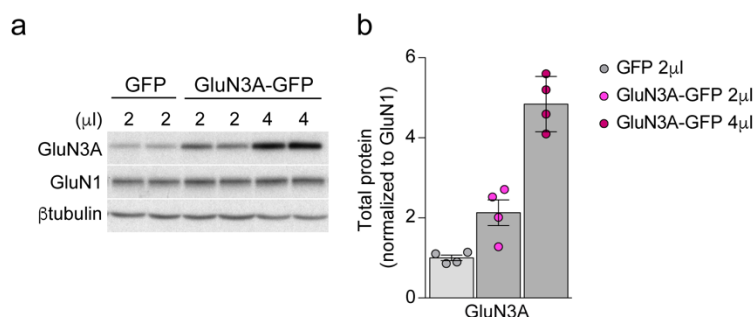 a
GFP GluN3A-GFP
(μl) 2 2 2 2 4 4
GluN3A
GluN1
βtubulin
b
Total protein
(normalized to GluN1)
6
4
2
0
GluN3A
GFP 2μl
GluN3A-GFP 2μl
GluN3A-GFP 4μl